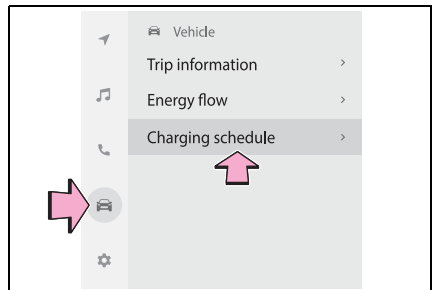 Vehicle
Trip information
Energy flow
Charging schedule